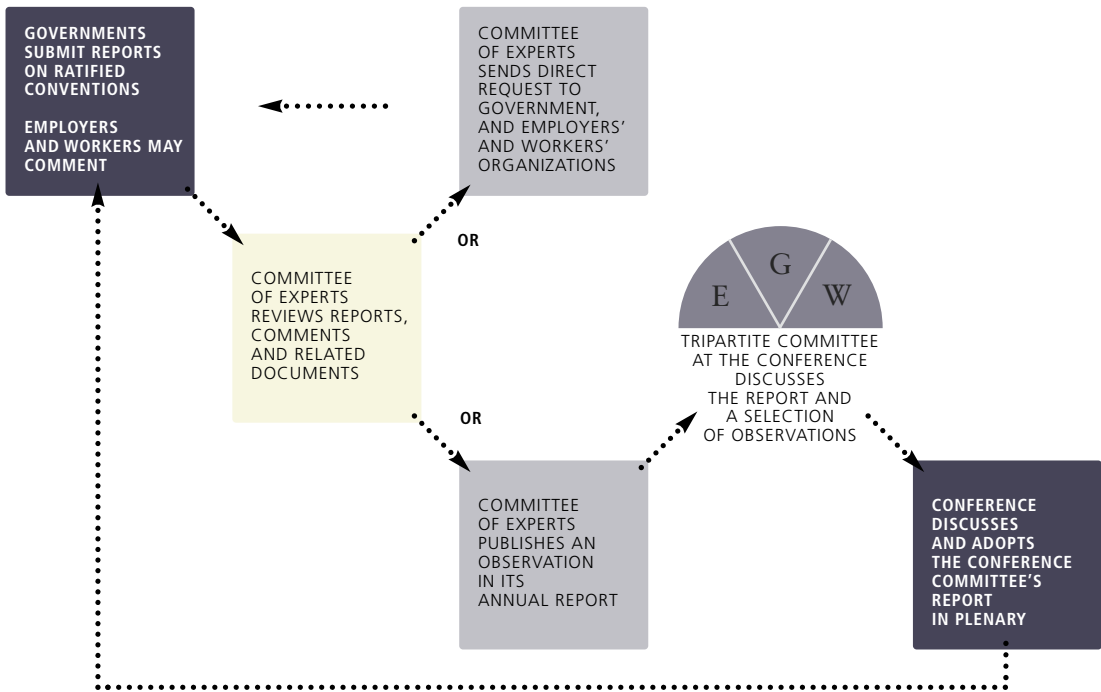 GOVERNMENTS
SUBMIT REPORTS
ON RATIFIED
CONVENTIONS
EMPLOYERS
AND WORKERS MAY
COMMENT
COMMITTEE
OF EXPERTS
SENDS DIRECT
REQUEST TO
GOVERNMENT,
AND EMPLOYERS’
AND WORKERS’
ORGANIZATIONS
OR
COMMITTEE
OF EXPERTS
REVIEWS REPORTS,
COMMENTS
AND RELATED
DOCUMENTS
OR
COMMITTEE
OF EXPERTS
PUBLISHES AN
OBSERVATION
IN ITS
ANNUAL REPORT
E
G
W
TRIPARTITE COMMITTEE
AT THE CONFERENCE
DISCUSSES
THE REPORT AND
A SELECTION
OF OBSERVATIONS
CONFERENCE
DISCUSSES
AND ADOPTS
THE CONFERENCE
COMMITTEE’S
REPORT
IN PLENARY